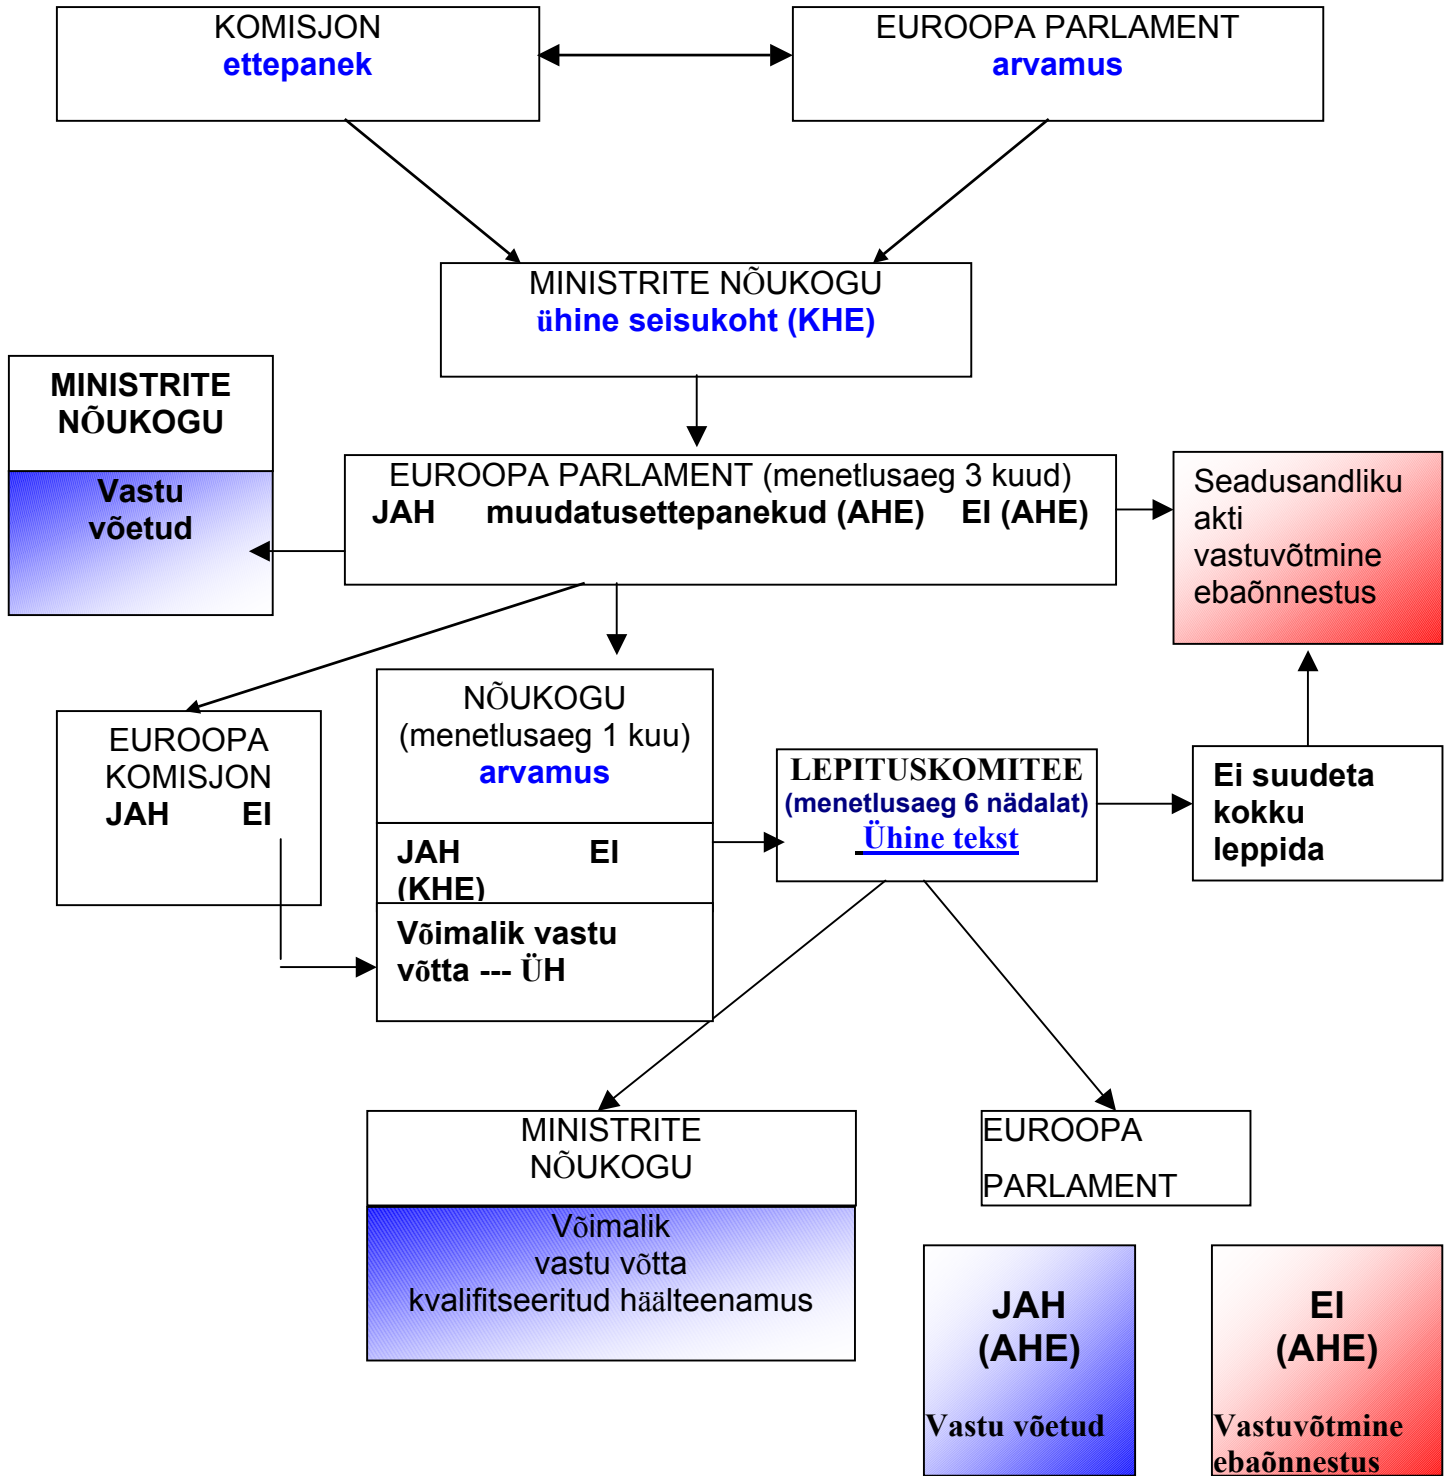 KOMISJON
ettepanek
EUROOPA PARLAMENT
arvamus
MINISTRITE NÕUKOGU
ühine seisukoht (KHE)
MINISTRITE
NÕUKOGU
Vastu
võetud
EUROOPA PARLAMENT (menetlusaeg 3 kuud)
JAH muudatusettepanekud (AHE) EI (AHE)
Seadusandliku
akti
vastuvõtmine
ebaõnnestus
EUROOPA
KOMISJON
JAH EI
NÕUKOGU
(menetlusaeg 1 kuu)
arvamus
JAH EI
(KHE)
Võimalik vastu
võtta --- ÜH
LEPITUSKOMITEE
(menetlusaeg 6 nädalat)
Ühine tekst
Ei suudeta
kokku
leppida
MINISTRITE
NÕUKOGU
Võimalik
vastu võtta
kvalifitseeritud häälteenamus
EUROOPA
PARLAMENT
JAH
(AHE)
Vastu võetud
EI
(AHE)
Vastuvõtmine
ebaõnnestus